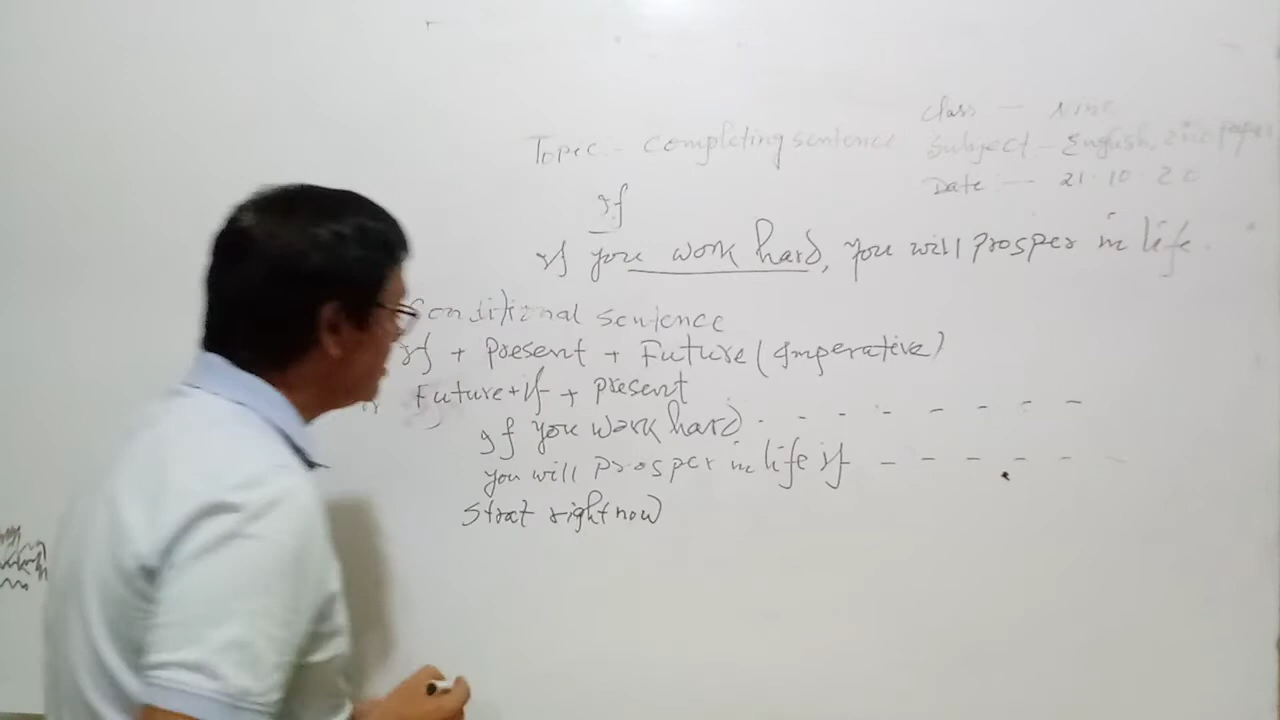 Class - Nine
Topic :- Completing sentence
Subject - English 2nd paper
Date :- 21.10.20
If
If you work hard, you will prosper in life.
Conditional sentence
If + Present + Future (Imperative)
Future + if + present
If you work hard - - - - - - - -
you will prosper in life if - - - - - -
Strat right now